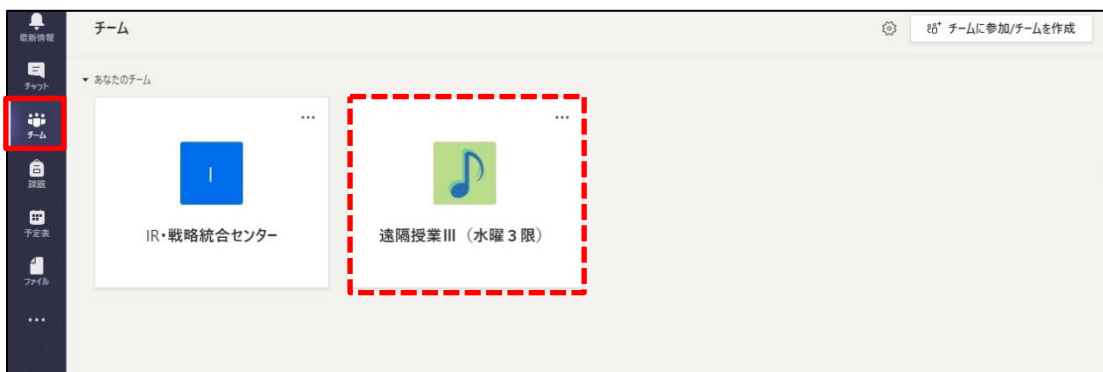 最新情報
チーム
チームに参加/チームを作成
チャット
あなたのチーム
チーム
課題
I
予定表
IR・戦略統合センター
遠隔授業III（水曜３限）
ファイル